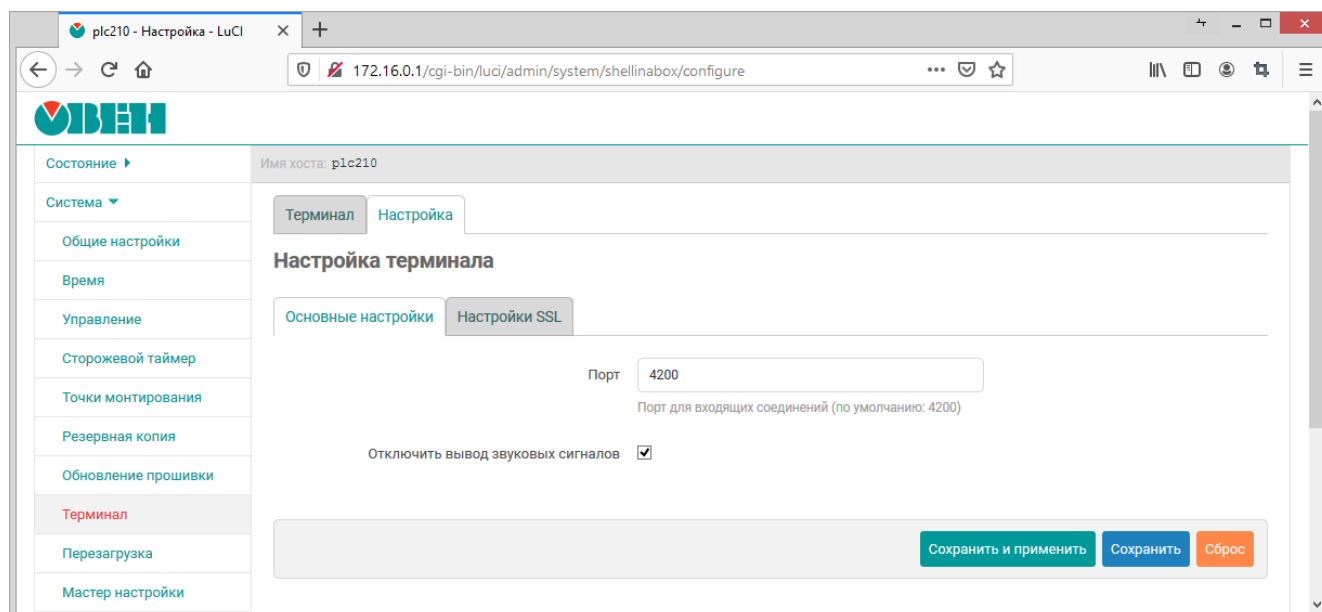 plc210 - Настройка - LuCI
172.16.0.1/cgi-bin/luci/admin/system/shellinabox/configure
ОВЕН
Состояние
Имя хоста: plc210
Система
Терминал Настройка
Общие настройки
Настройка терминала
Время
Основные настройки Настройки SSL
Управление
Сторожевой таймер
Порт 4200
Точки монтирования
Порт для входящих соединений (по умолчанию: 4200)
Резервная копия
Отключить вывод звуковых сигналов
Обновление прошивки
Терминал
Перезагрузка
Сохранить и применить Сохранить Сброс
Мастер настройки